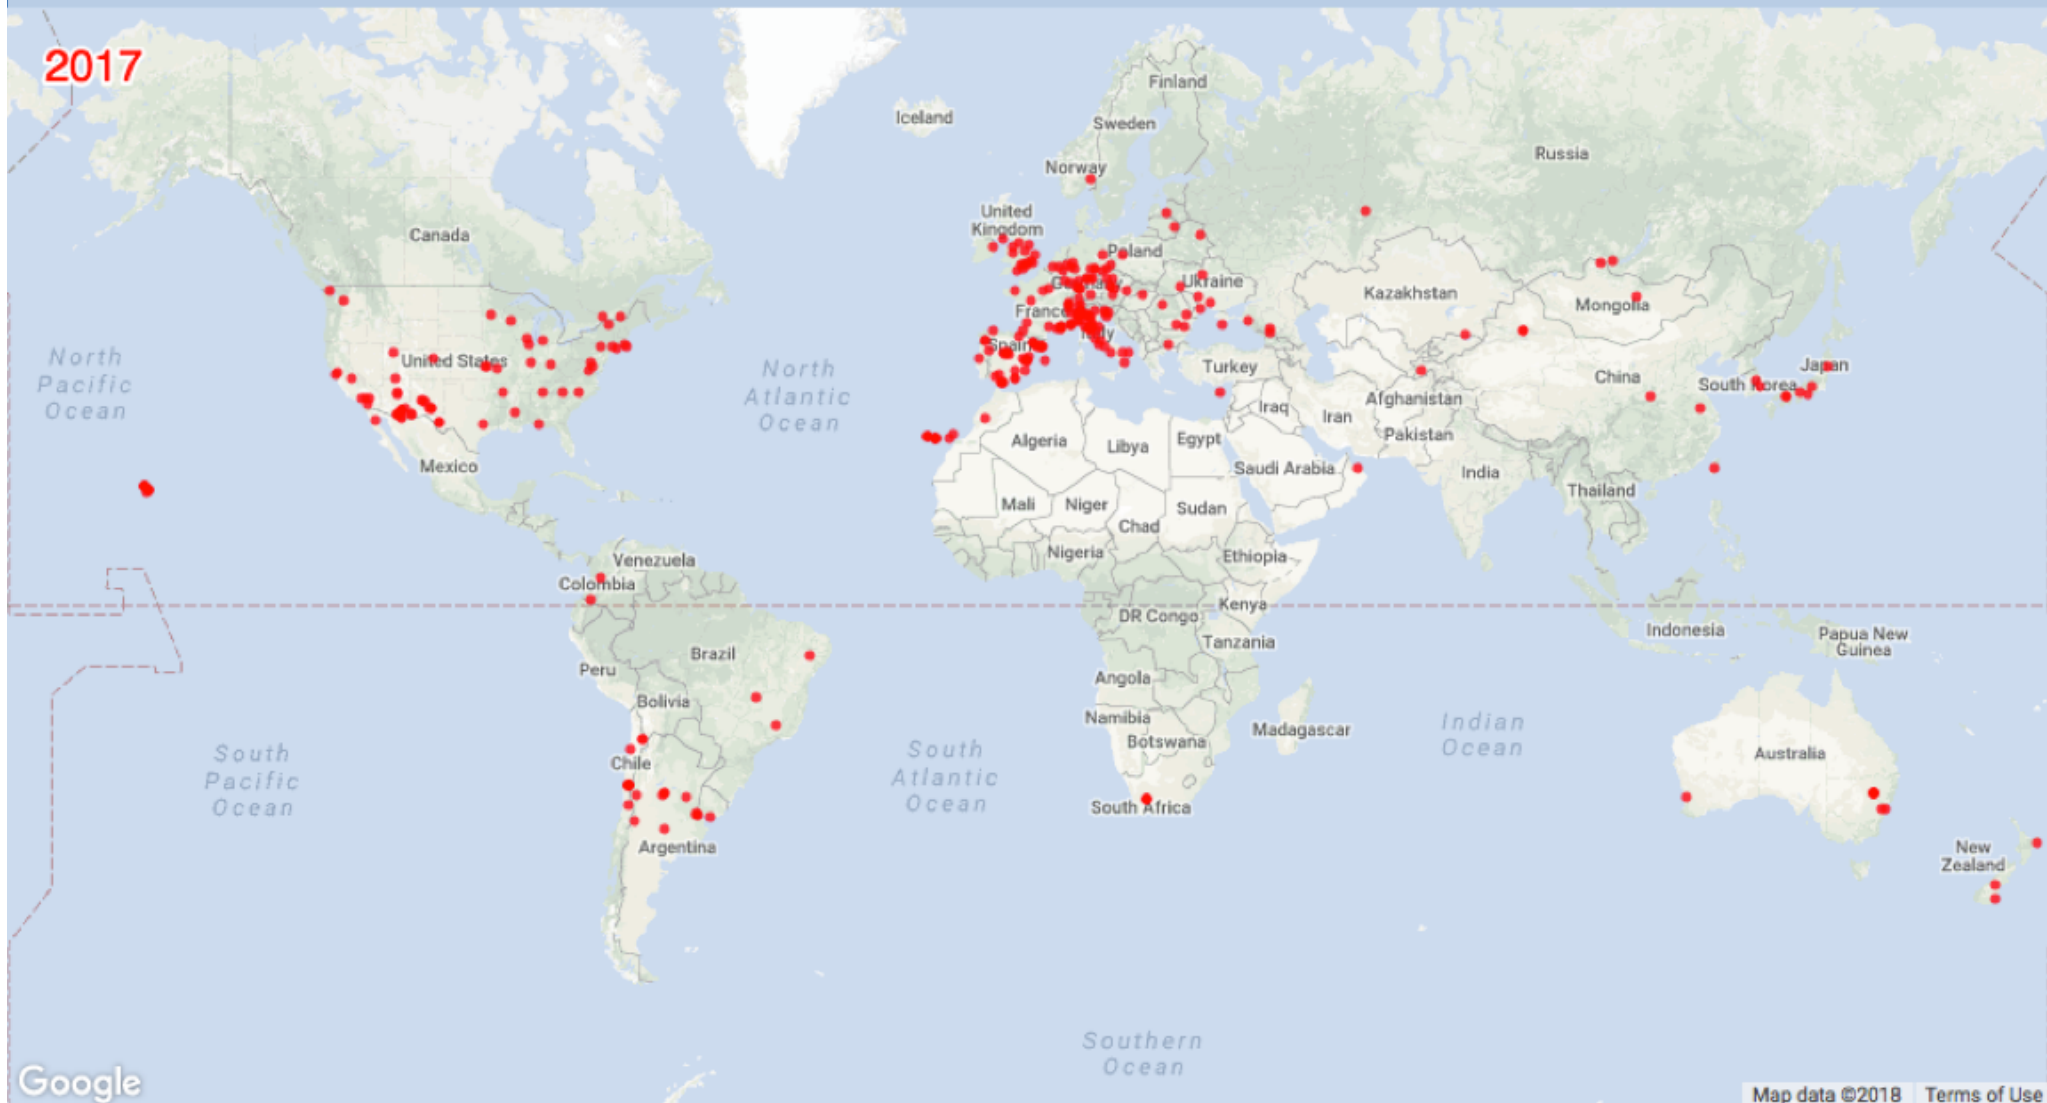 2017
Finland
Iceland
Sweden
Norway
Russia
United
Kingdom
Canada
Poland
Ukraine
Germany
Kazakhstan
Mongolia
France
Italy
Spain
United States
North
Pacific
Ocean
North
Atlantic
Ocean
Turkey
China
South Korea
Japan
Iraq
Iran
Afghanistan
Pakistan
Algeria
Libya
Egypt
Saudi Arabia
India
Thailand
Mexico
Mali
Niger
Chad
Sudan
Nigeria
Ethiopia
Venezuela
Colombia
DR Congo
Kenya
Tanzania
Indonesia
Papua New
Guinea
Brazil
Peru
Bolivia
Angola
Namibia
Botswana
Madagascar
Indian
Ocean
Australia
South
Pacific
Ocean
Chile
South
Atlantic
Ocean
South Africa
Argentina
New
Zealand
Southern
Ocean
Google
Map data ©2018
Terms of Use